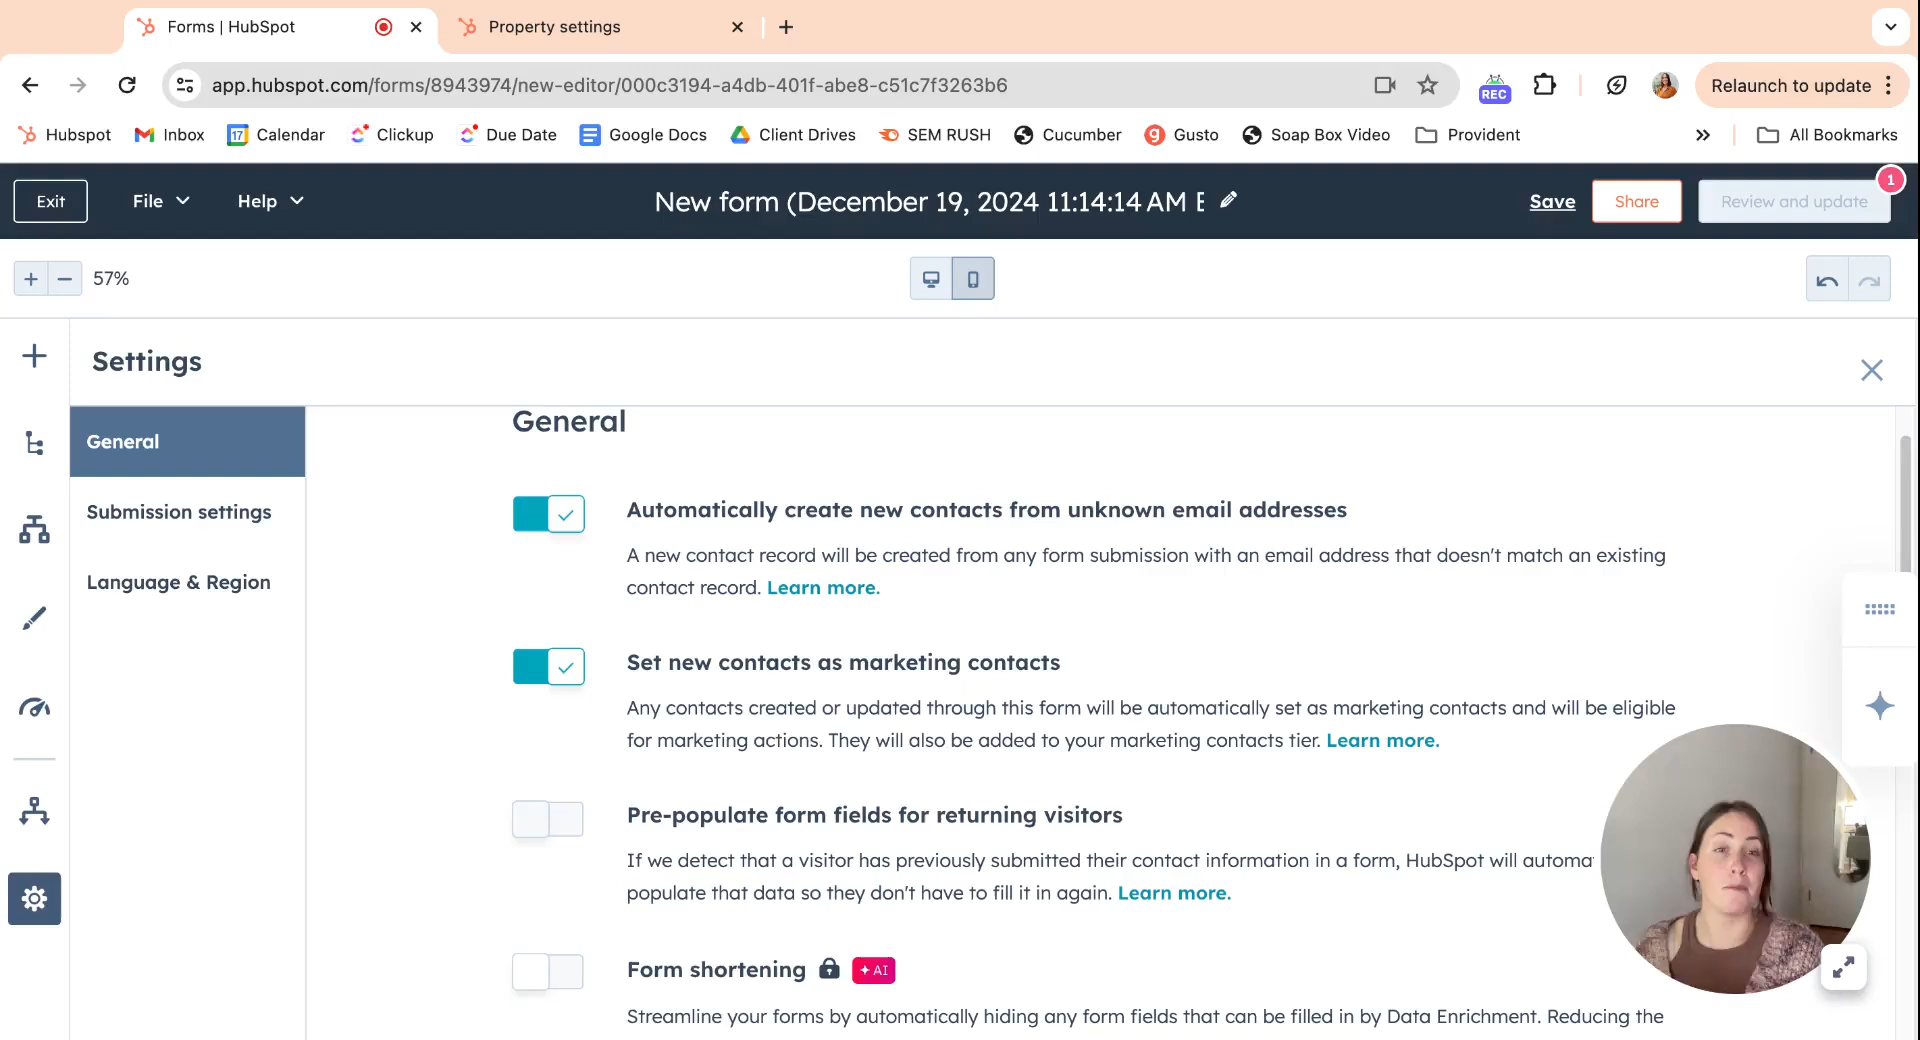 Forms | HubSpot
Property settings
app.hubspot.com/forms/8943974/new-editor/000c3194-a4db-401f-abe8-c51c7f3263b6
REC
Relaunch to update
Hubspot
Inbox
17
Calendar
Clickup
Due Date
Google Docs
Client Drives
SEM RUSH
Cucumber
Gusto
Soap Box Video
Provident
All Bookmarks
Exit
File
Help
New form (December 19, 2024 11:14:14 AM E
Save
Share
Review and update
1
57%
Settings
General
Submission settings
Language & Region
General
Automatically create new contacts from unknown email addresses
A new contact record will be created from any form submission with an email address that doesn't match an existing
contact record. Learn more.
Set new contacts as marketing contacts
Any contacts created or updated through this form will be automatically set as marketing contacts and will be eligible
for marketing actions. They will also be added to your marketing contacts tier. Learn more.
Pre-populate form fields for returning visitors
If we detect that a visitor has previously submitted their contact information in a form, HubSpot will automa
populate that data so they don't have to fill it in again. Learn more.
Form shortening
AI
Streamline your forms by automatically hiding any form fields that can be filled in by Data Enrichment. Reducing the